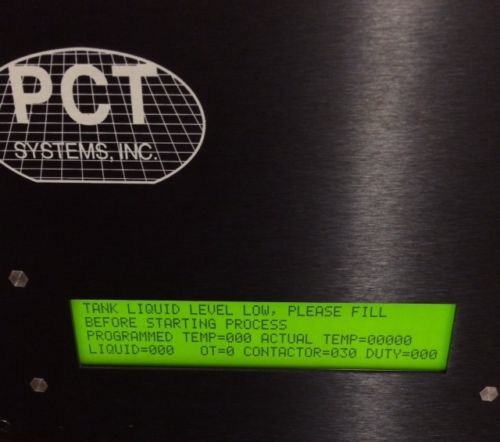 PCT
SYSTEMS, INC.
TANK LIQUID LEVEL LOW, PLEASE FILL
BEFORE STARTING PROCESS
PROGRAMMED TEMP=000 ACTUAL TEMP=00000
LIQUID=000 OT=0 CONTACTOR=030 DUTY=000